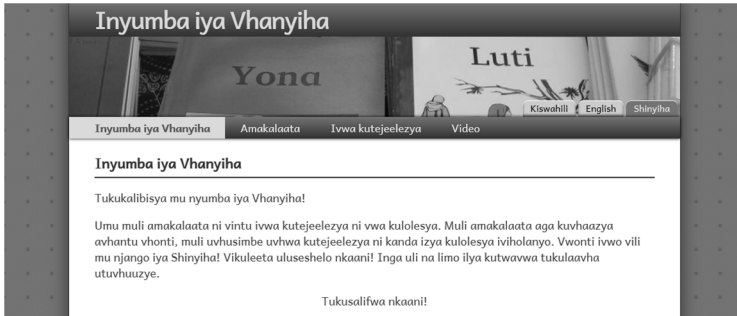 Inyumba iya Vhanyiha
Yona
Luti
Kiswahili English Shinyiha
Inyumba iya Vhanyiha Amakalaata Ivwa kutejeelezya Video
Inyumba iya Vhanyiha
Tukukalibisya mu nyumba iya Vhanyiha!
Umu muli amakalaata ni vintu ivwa kutejeelezya ni vwa kulolesya. Muli amakalaata aga kuvhaazya
avhantu vhonti, muli uvhusimbe uvhwa kutejeelezya ni kanda izya kulolesya iviholanyo. Vwonti ivwo vili
mu njango iya Shinyiha! Vikuleeta uluseshelo nkaani! Inga uli na limo ilya kutwavwa tukulaavha
utuvhuuzye.
Tukusalifwa nkaani!